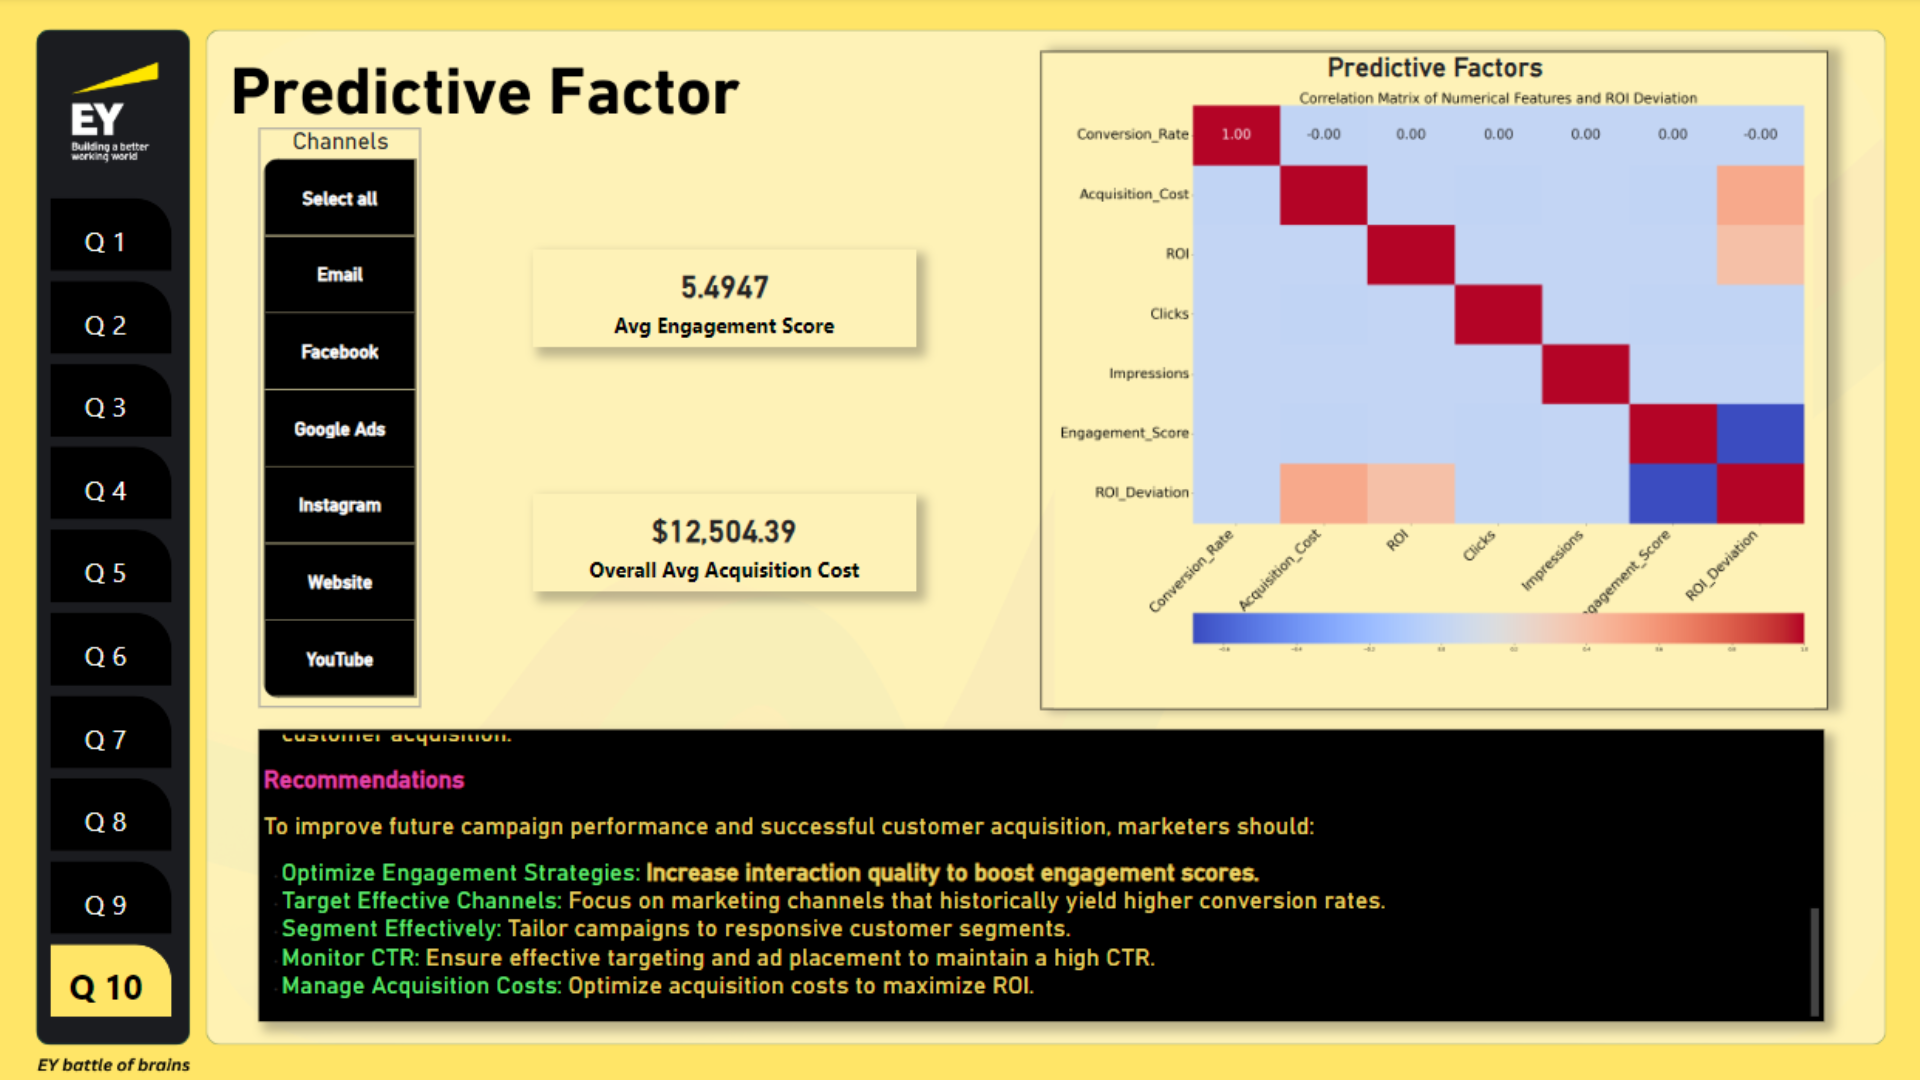 EY
Building a better
working world
Q 1
Q 2
Q 3
Q 4
Q 5
Q 6
Q 7
Q 8
Q 9
Q 10
EY battle of brains
Predictive Factor
Channels
Select all
Email
Facebook
Google Ads
Instagram
Website
YouTube
5.4947
Avg Engagement Score
$12,504.39
Overall Avg Acquisition Cost
Predictive Factors
Correlation Matrix of Numerical Features and ROI Deviation
Conversion_Rate 1.00 -0.00 0.00 0.00 0.00 0.00 -0.00
Acquisition_Cost
ROI
Clicks
Impressions
Engagement_Score
ROI_Deviation
Conversion_Rate
Acquisition_Cost
ROI
Clicks
Impressions
ngagement_Score
ROI_Deviation
customer acquisition.
Recommendations
To improve future campaign performance and successful customer acquisition, marketers should:
Optimize Engagement Strategies: Increase interaction quality to boost engagement scores.
Target Effective Channels: Focus on marketing channels that historically yield higher conversion rates.
Segment Effectively: Tailor campaigns to responsive customer segments.
Monitor CTR: Ensure effective targeting and ad placement to maintain a high CTR.
Manage Acquisition Costs: Optimize acquisition costs to maximize ROI.